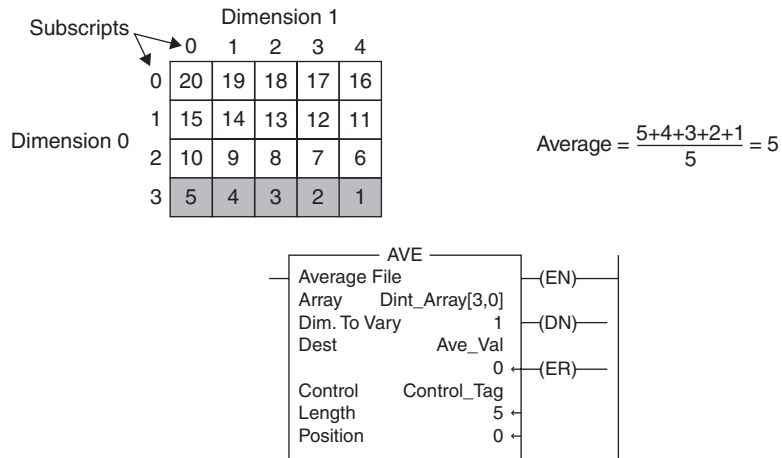 Dimension 1
Subscripts
0 1 2 3 4
0 20 19 18 17 16
1 15 14 13 12 11
Dimension 0
2 10 9 8 7 6
3 5 4 3 2 1
Average = 5+4+3+2+1 / 5 = 5
AVE
Average File (EN)
Array Dint_Array[3,0]
Dim. To Vary 1 (DN)
Dest Ave_Val
0 ← (ER)
Control Control_Tag
Length 5 ←
Position 0 ←